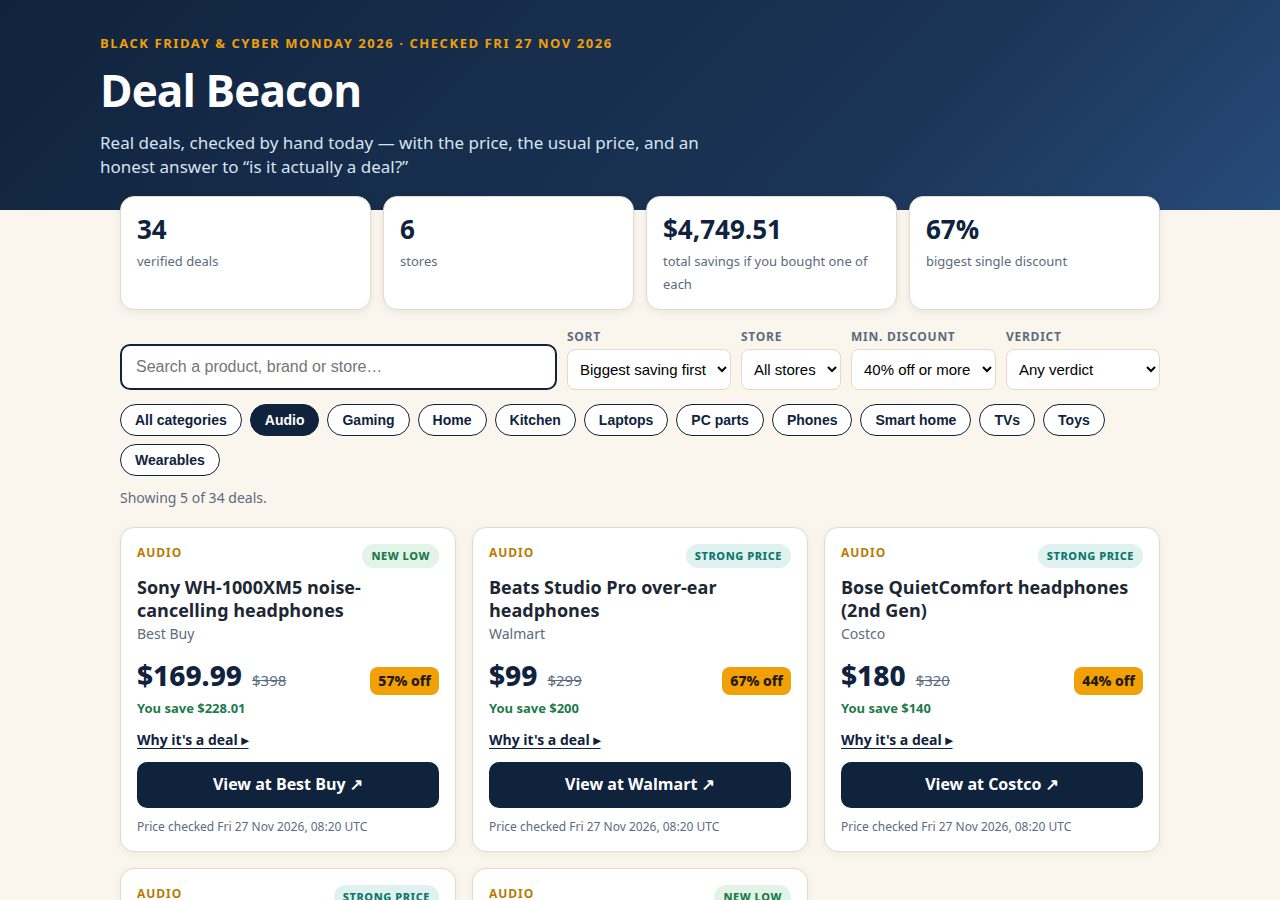 BLACK FRIDAY & CYBER MONDAY 2026 · CHECKED FRI 27 NOV 2026
Deal Beacon
Real deals, checked by hand today — with the price, the usual price, and an
honest answer to “is it actually a deal?”
34
verified deals
6
stores
$4,749.51
total savings if you bought one of
each
67%
biggest single discount
Search a product, brand or store…
SORT
Biggest saving first
STORE
All stores
MIN. DISCOUNT
40% off or more
VERDICT
Any verdict
All categories
Audio
Gaming
Home
Kitchen
Laptops
PC parts
Phones
Smart home
TVs
Toys
Wearables
Showing 5 of 34 deals.
AUDIO
NEW LOW
Sony WH-1000XM5 noise-
cancelling headphones
Best Buy
$169.99 $398
57% off
You save $228.01
Why it's a deal ▸
View at Best Buy ↗
Price checked Fri 27 Nov 2026, 08:20 UTC
AUDIO
STRONG PRICE
Beats Studio Pro over-ear
headphones
Walmart
$99 $299
67% off
You save $200
Why it's a deal ▸
View at Walmart ↗
Price checked Fri 27 Nov 2026, 08:20 UTC
AUDIO
STRONG PRICE
Bose QuietComfort headphones
(2nd Gen)
Costco
$180 $320
44% off
You save $140
Why it's a deal ▸
View at Costco ↗
Price checked Fri 27 Nov 2026, 08:20 UTC
AUDIO
STRONG PRICE
AUDIO
NEW LOW